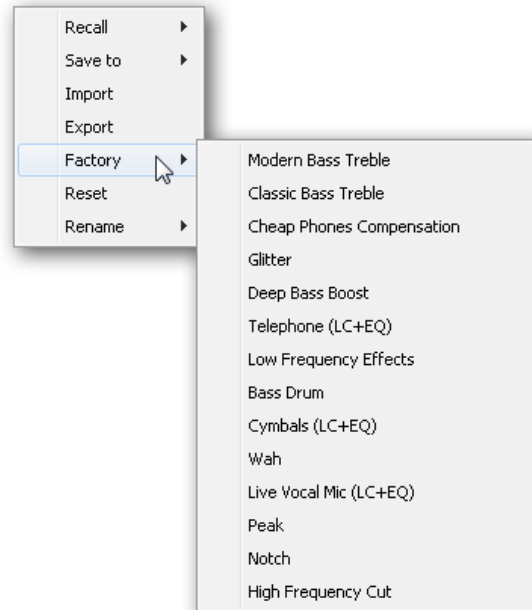 Recall
Save to
Import
Export
Factory
Reset
Rename
Modern Bass Treble
Classic Bass Treble
Cheap Phones Compensation
Glitter
Deep Bass Boost
Telephone (LC+EQ)
Low Frequency Effects
Bass Drum
Cymbals (LC+EQ)
Wah
Live Vocal Mic (LC+EQ)
Peak
Notch
High Frequency Cut